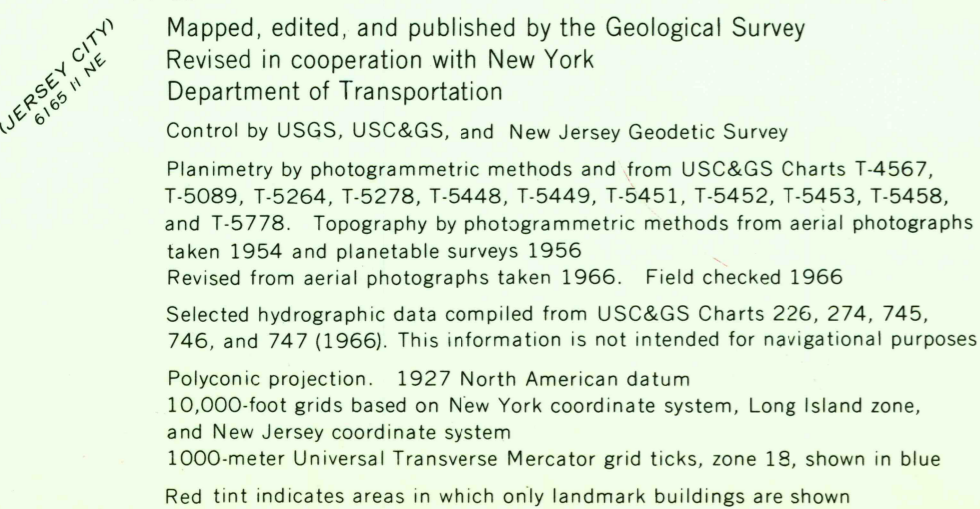 (JERSEY CITY)
6165 II NE
Mapped, edited, and published by the Geological Survey
Revised in cooperation with New York
Department of Transportation
Control by USGS, USC&GS, and New Jersey Geodetic Survey
Planimetry by photogrammetric methods and from USC&GS Charts T-4567,
T-5089, T-5264, T-5278, T-5448, T-5449, T-5451, T-5452, T-5453, T-5458,
and T-5778. Topography by photogrammetric methods from aerial photographs
taken 1954 and planetable surveys 1956
Revised from aerial photographs taken 1966. Field checked 1966
Selected hydrographic data compiled from USC&GS Charts 226, 274, 745,
746, and 747 (1966). This information is not intended for navigational purposes
Polyconic projection. 1927 North American datum
10,000-foot grids based on New York coordinate system, Long Island zone,
and New Jersey coordinate system
1000-meter Universal Transverse Mercator grid ticks, zone 18, shown in blue
Red tint indicates areas in which only landmark buildings are shown